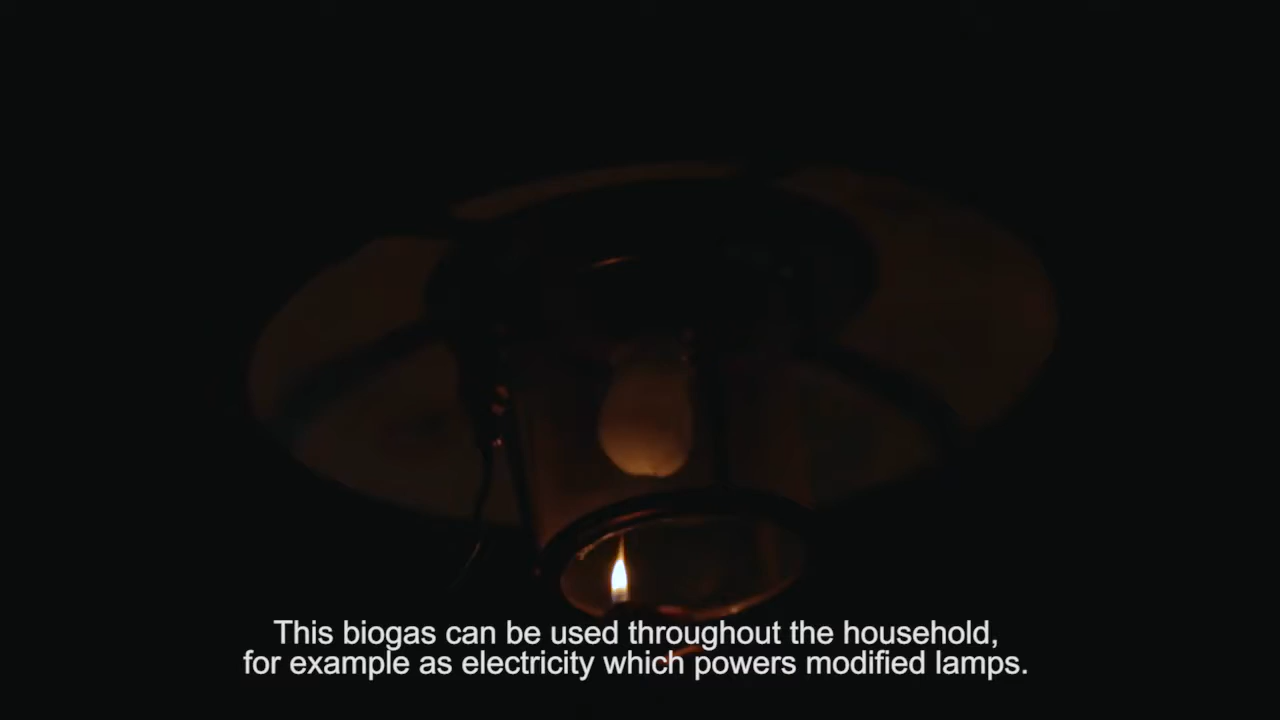 This biogas can be used throughout the household,
for example as electricity which powers modified lamps.